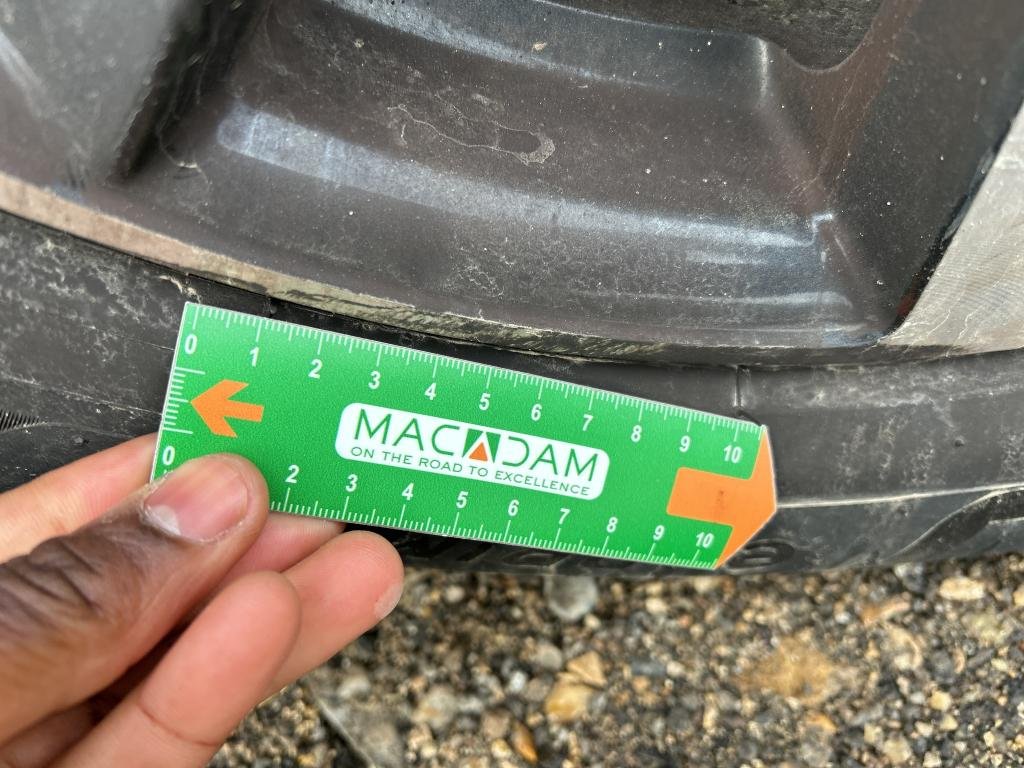 0 1 2 3 4 5 6 7 8 9 10
MACADAM
ON THE ROAD TO EXCELLENCE
0 2 3 4 5 6 7 8 9 10